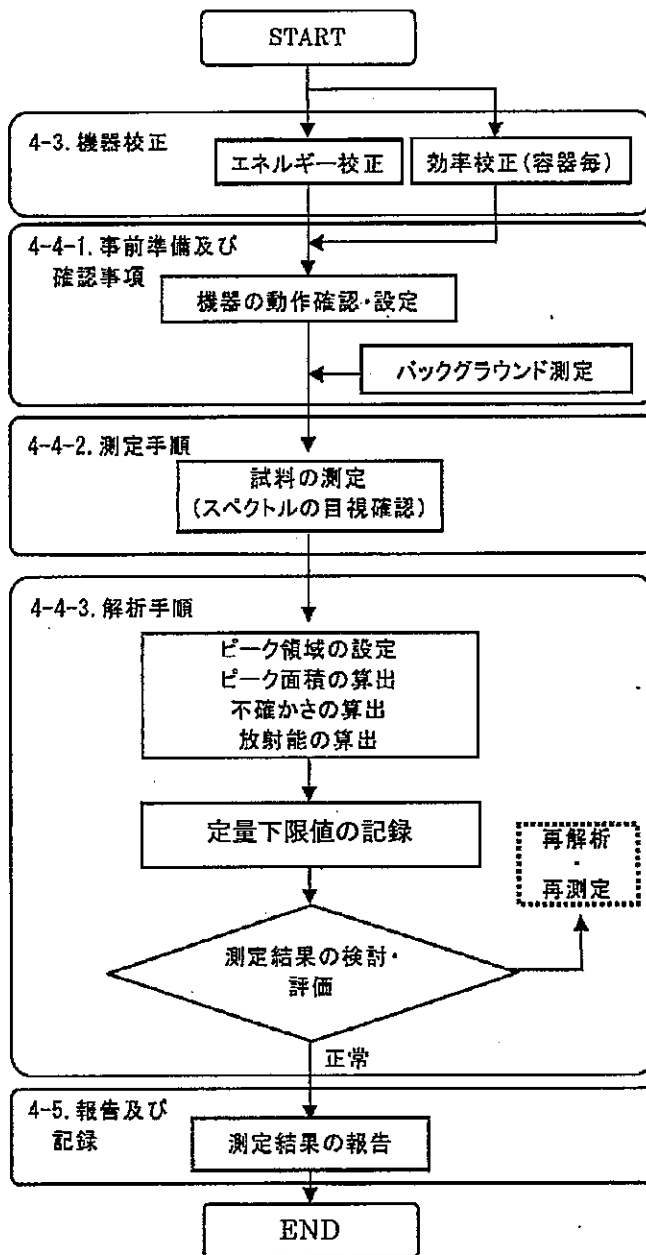 START
4-3. 機器校正
エネルギー校正
効率校正(容器毎)
4-4-1. 事前準備及び
確認事項
機器の動作確認・設定
バックグラウンド測定
4-4-2. 測定手順
試料の測定
(スペクトルの目視確認)
4-4-3. 解析手順
ピーク領域の設定
ピーク面積の算出
不確かさの算出
放射能の算出
定量下限値の記録
再解析
・
再測定
測定結果の検討・
評価
正常
4-5. 報告及び
記録
測定結果の報告
END